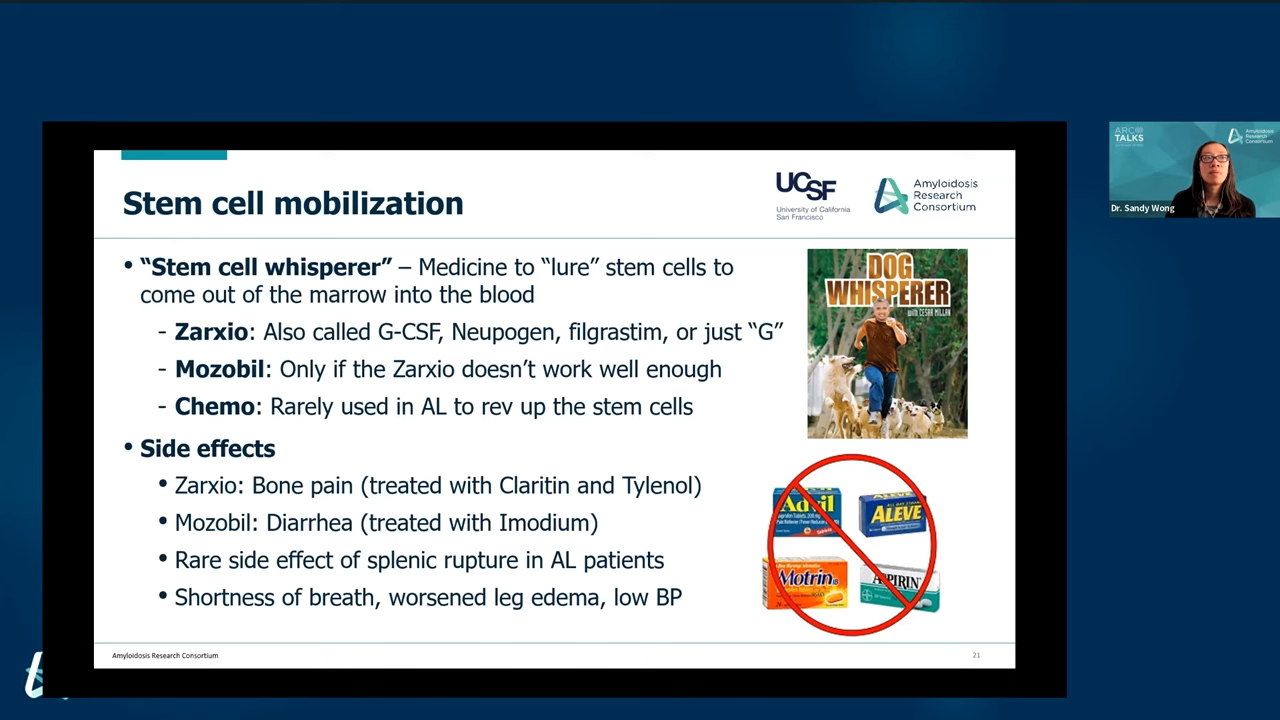 Stem cell mobilization
UCSF
University of California
San Francisco
Amyloidosis
Research
Consortium
• “Stem cell whisperer” – Medicine to “lure” stem cells to
come out of the marrow into the blood
- Zarxio: Also called G-CSF, Neupogen, filgrastim, or just “G”
- Mozobil: Only if the Zarxio doesn’t work well enough
- Chemo: Rarely used in AL to rev up the stem cells
• Side effects
• Zarxio: Bone pain (treated with Claritin and Tylenol)
• Mozobil: Diarrhea (treated with Imodium)
• Rare side effect of splenic rupture in AL patients
• Shortness of breath, worsened leg edema, low BP
DOG
WHISPERER
with CESAR MILLAN
Advil
ALEVE
Motrin IB
ASPIRIN
Amyloidosis Research Consortium
21
ARC
TALKS
Amyloidosis
Research
Consortium
Dr. Sandy Wong